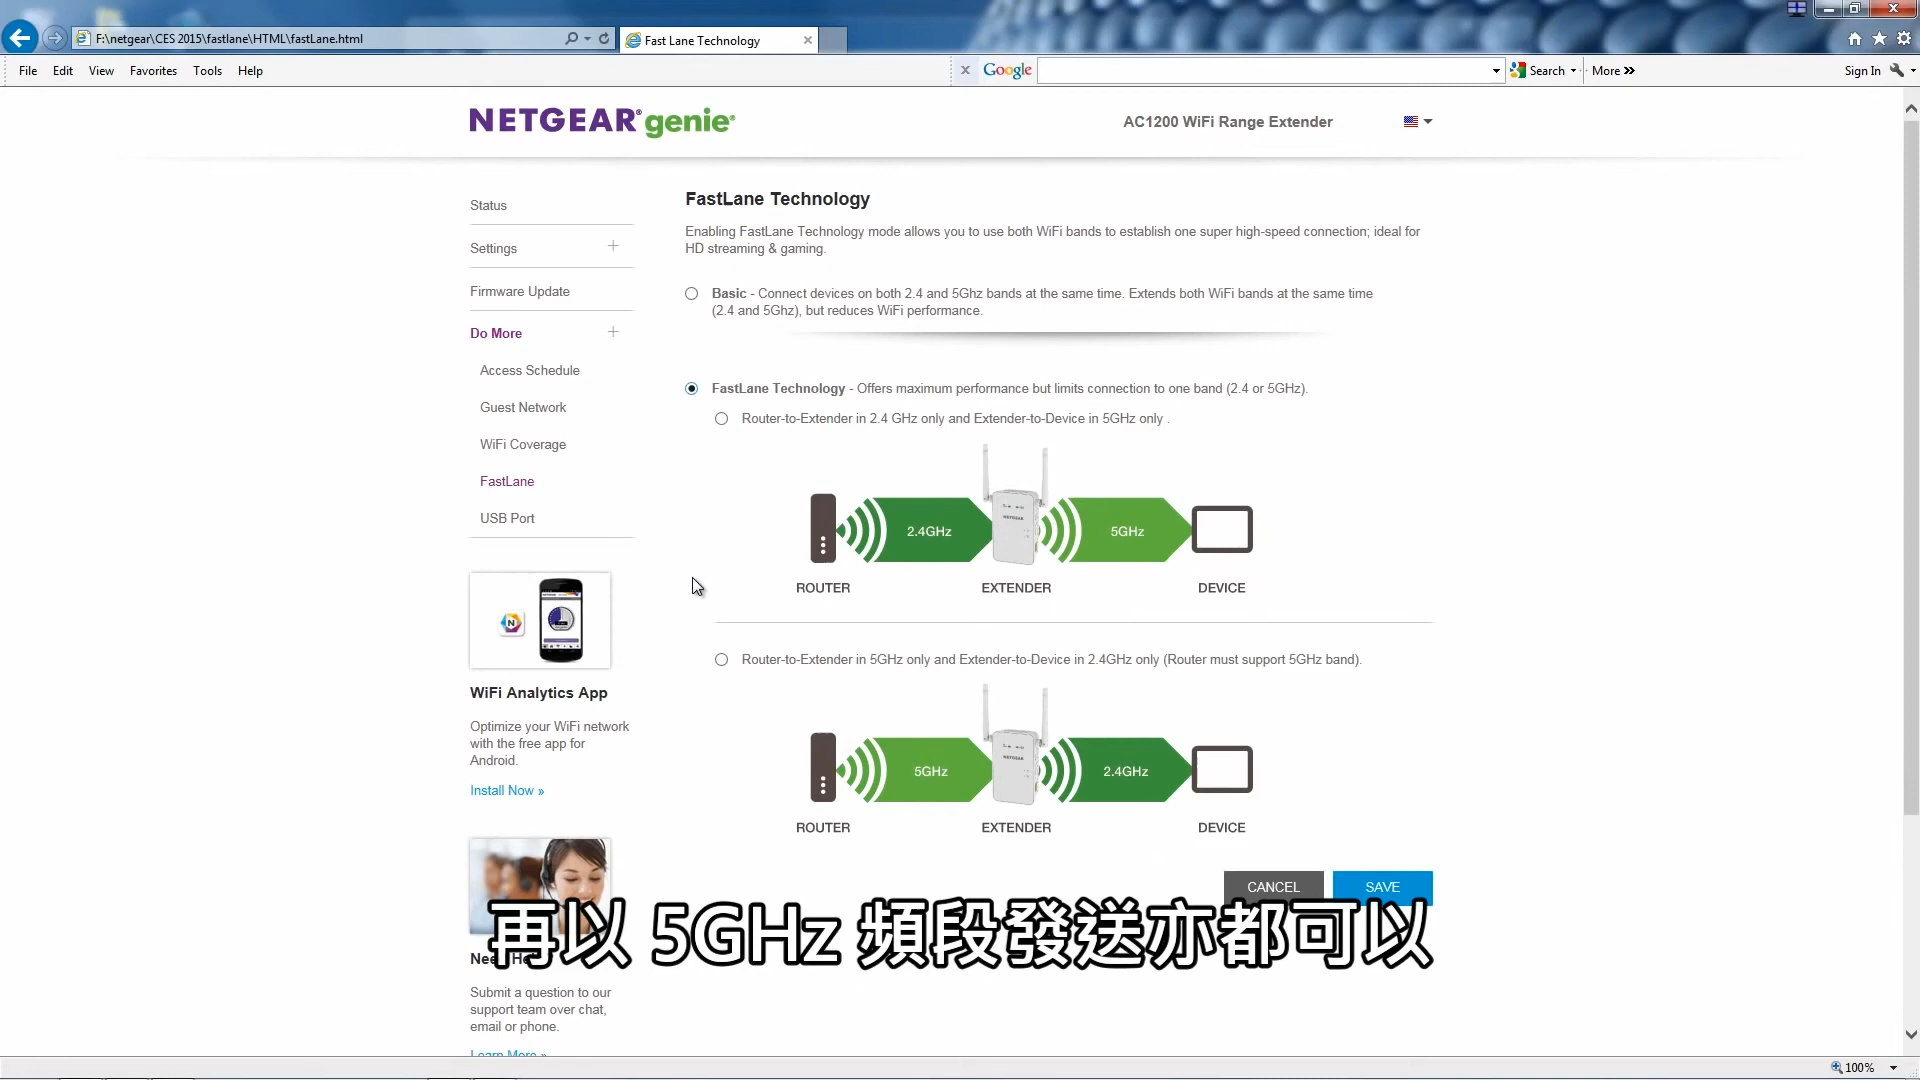 F:\netgear\CES 2015\fastlane\HTML\fastLane.html
Fast Lane Technology
File Edit View Favorites Tools Help
Google
Search
More
Sign In
NETGEAR® genie®
AC1200 WiFi Range Extender
Status
Settings
Firmware Update
Do More
Access Schedule
Guest Network
WiFi Coverage
FastLane
USB Port
WiFi Analytics App
Optimize your WiFi network
with the free app for
Android.
Install Now »
Submit a question to our
support team over chat,
email or phone.
Learn More »
FastLane Technology
Enabling FastLane Technology mode allows you to use both WiFi bands to establish one super high-speed connection; ideal for
HD streaming & gaming.
Basic - Connect devices on both 2.4 and 5Ghz bands at the same time. Extends both WiFi bands at the same time
(2.4 and 5Ghz), but reduces WiFi performance.
FastLane Technology - Offers maximum performance but limits connection to one band (2.4 or 5GHz).
Router-to-Extender in 2.4 GHz only and Extender-to-Device in 5GHz only .
2.4GHz
NETGEAR
5GHz
ROUTER
EXTENDER
DEVICE
Router-to-Extender in 5GHz only and Extender-to-Device in 2.4GHz only (Router must support 5GHz band).
5GHz
NETGEAR
2.4GHz
ROUTER
EXTENDER
DEVICE
CANCEL
SAVE
再以 5GHz 頻段發送亦都可以
100%